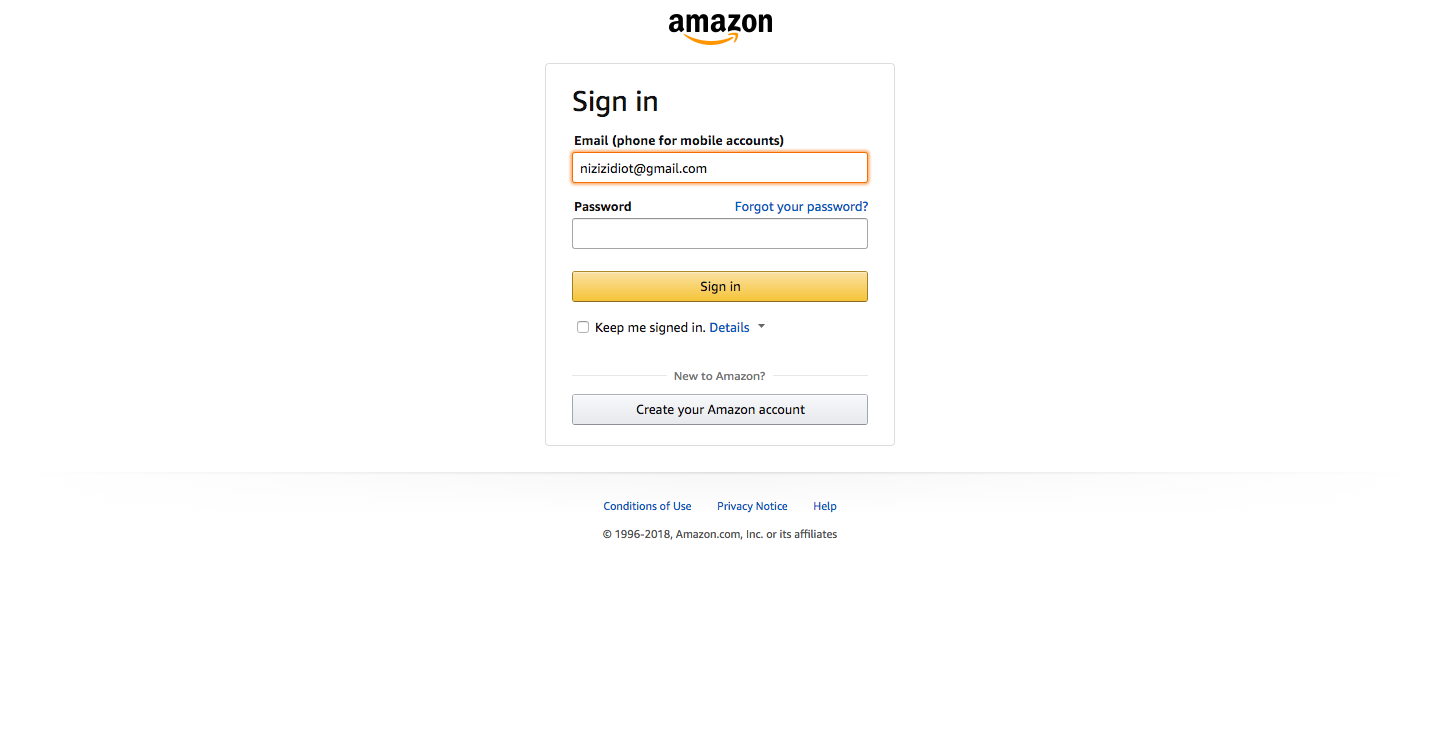 amazon
Sign in
Email (phone for mobile accounts)
nizizidiot@gmail.com
Password Forgot your password?
Sign in
Keep me signed in. Details
New to Amazon?
Create your Amazon account
Conditions of Use Privacy Notice Help
© 1996-2018, Amazon.com, Inc. or its affiliates